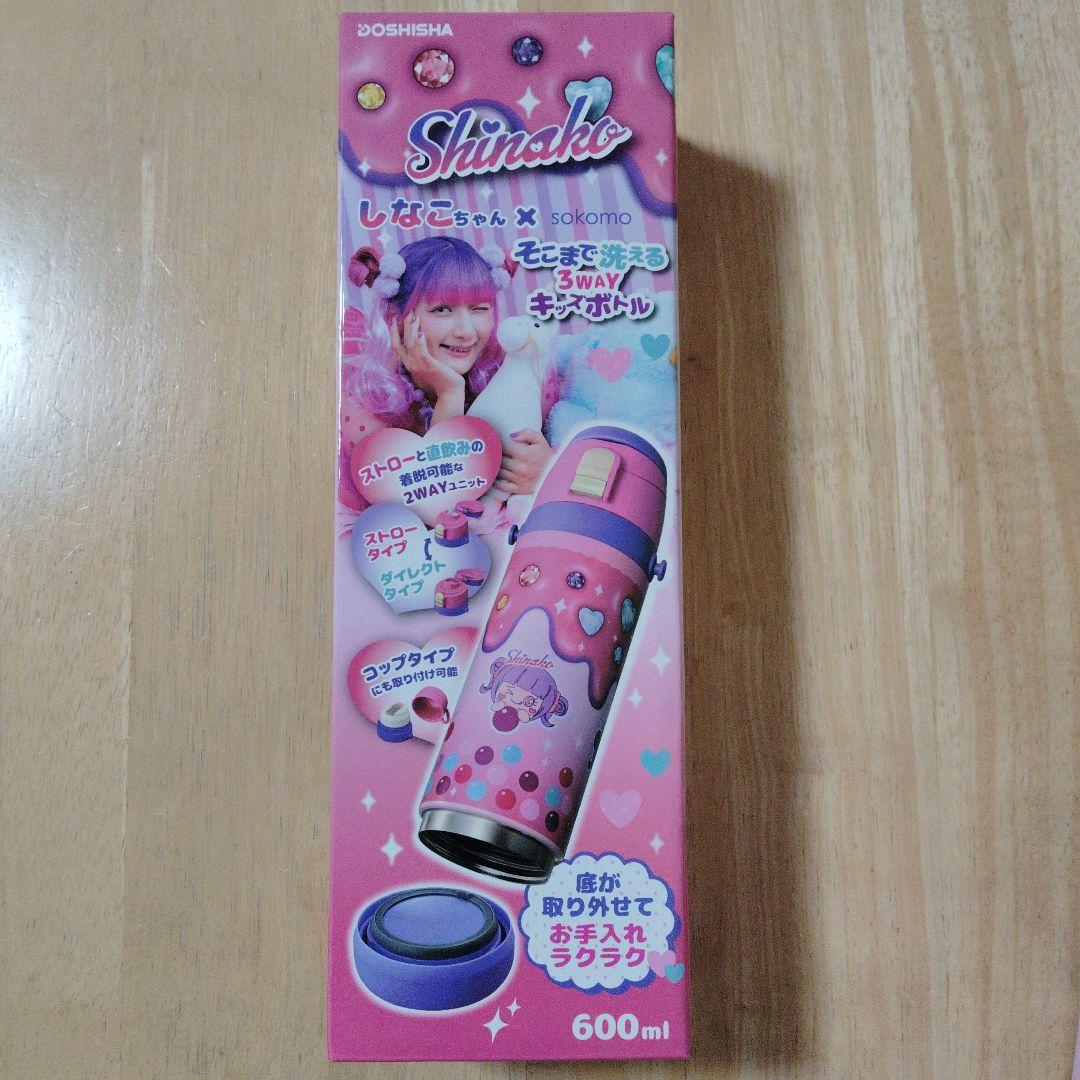 DOSHISHA
Shinako
しなこちゃん × sokomo
そこまで洗える
3WAY
キッズボトル
ストローと直飲みの
着脱可能な
2WAYユニット
ストロー
タイプ
ダイレクト
タイプ
コップタイプ
にも取り付け可能
Shinako
底が
取り外せて
お手入れ
ラクラク
600ml